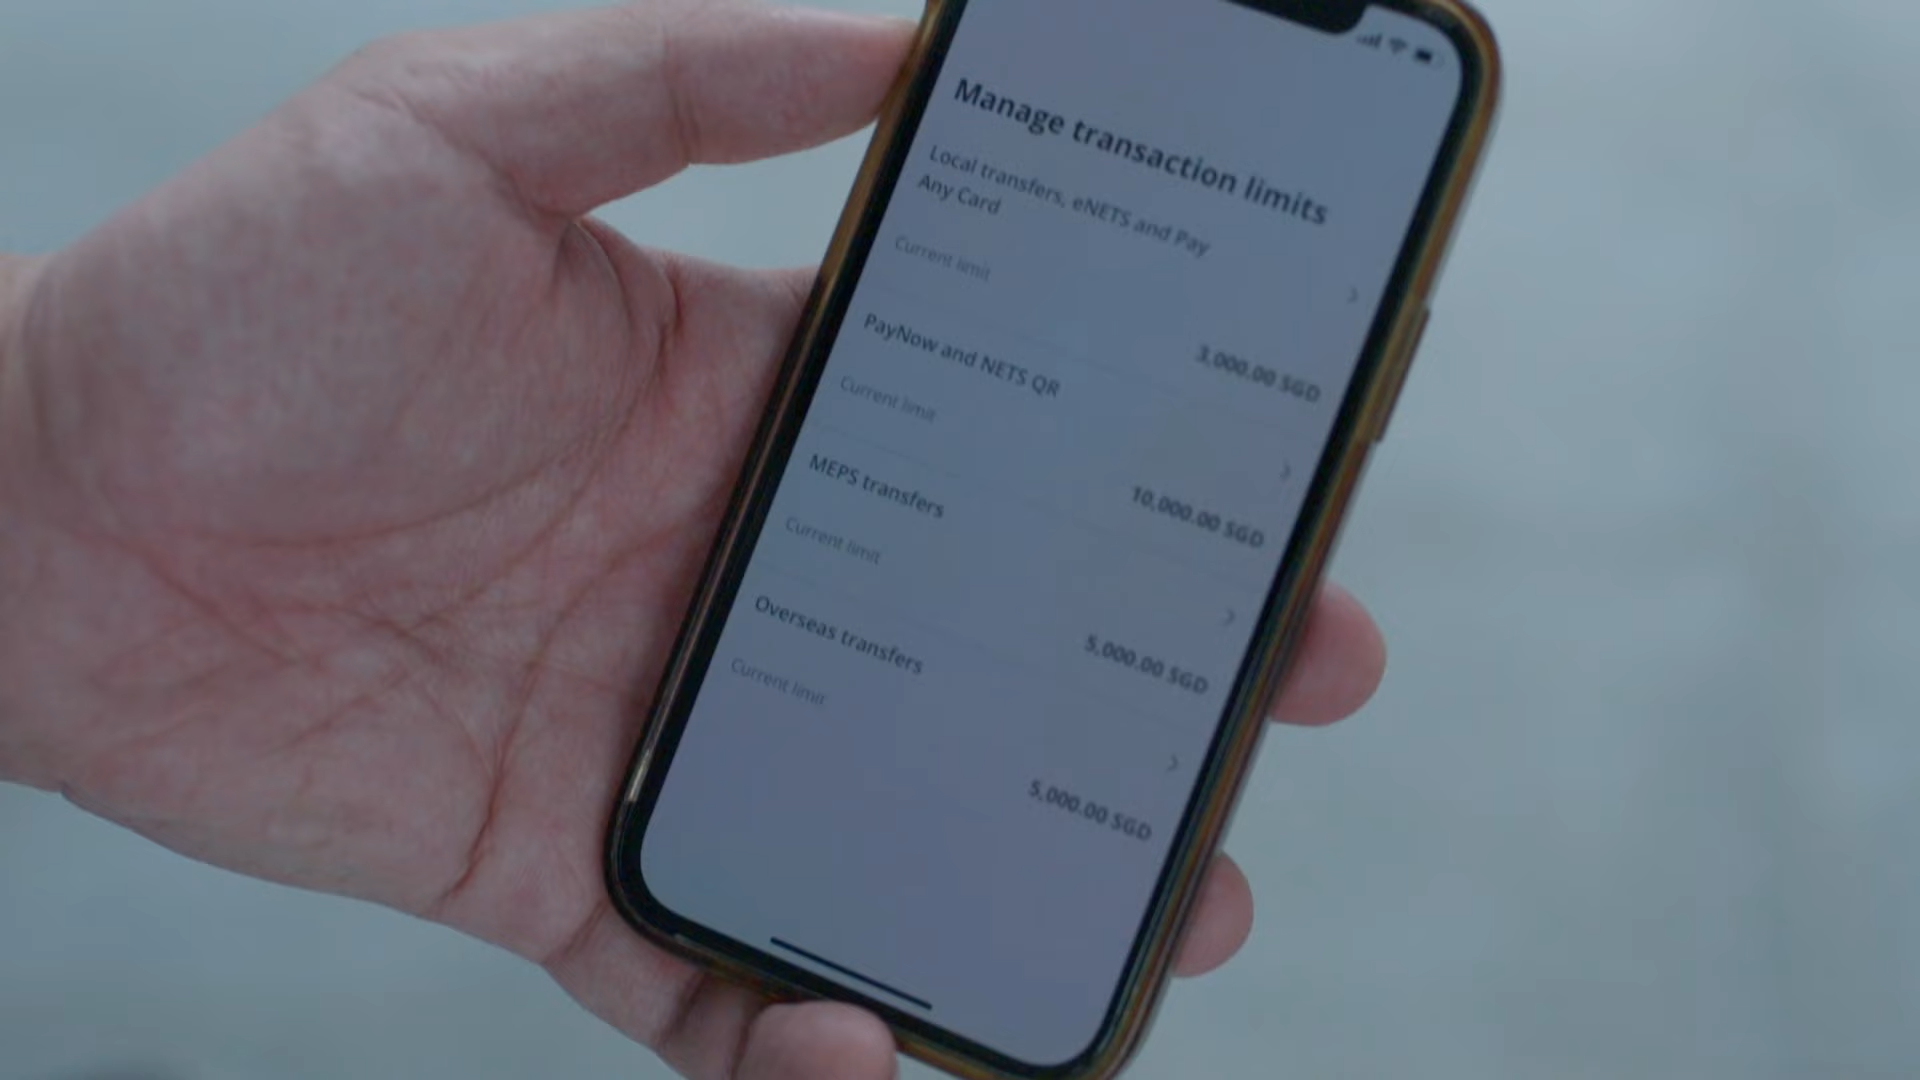 Manage transaction limits
Local transfers, eNETS and Pay
Any Card
Current limit
3,000.00 SGD
PayNow and NETS QR
Current limit
10,000.00 SGD
MEPS transfers
Current limit
5,000.00 SGD
Overseas transfers
Current limit
5,000.00 SGD